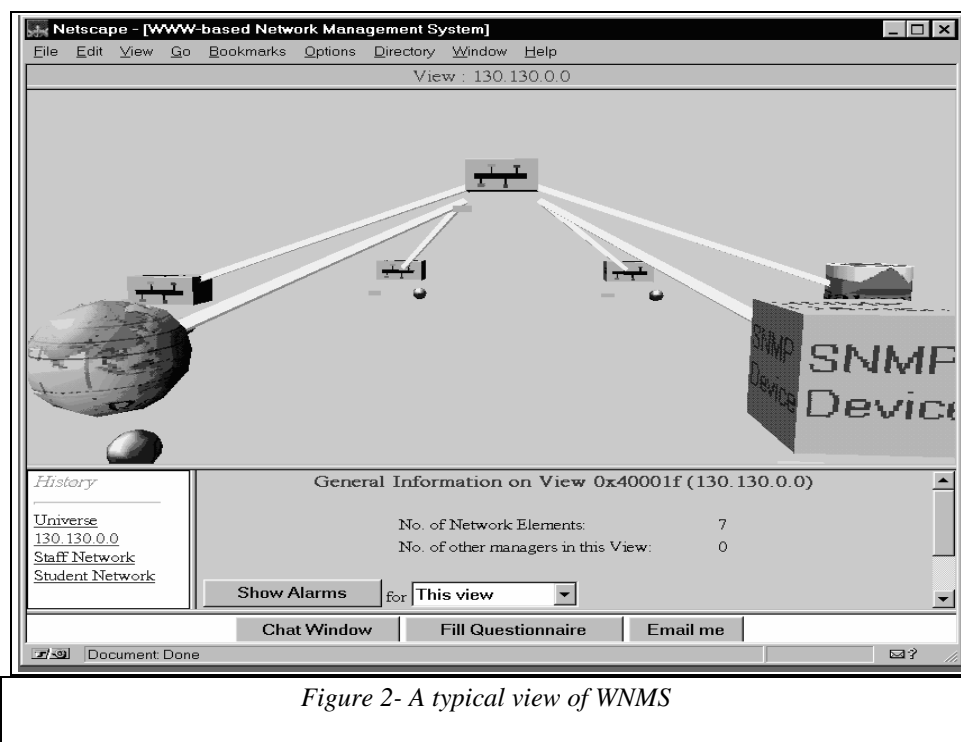 Netscape - [WWW-based Network Management System]
File Edit View Go Bookmarks Options Directory Window Help
View : 130.130.0.0
SNMP
Device
SNMP
Device
History
Universe
130.130.0.0
Staff Network
Student Network
General Information on View 0x40001f (130.130.0.0)
No. of Network Elements: 7
No. of other managers in this View: 0
Show Alarms for This view
Chat Window Fill Questionnaire Email me
Document: Done
?
Figure 2- A typical view of WNMS